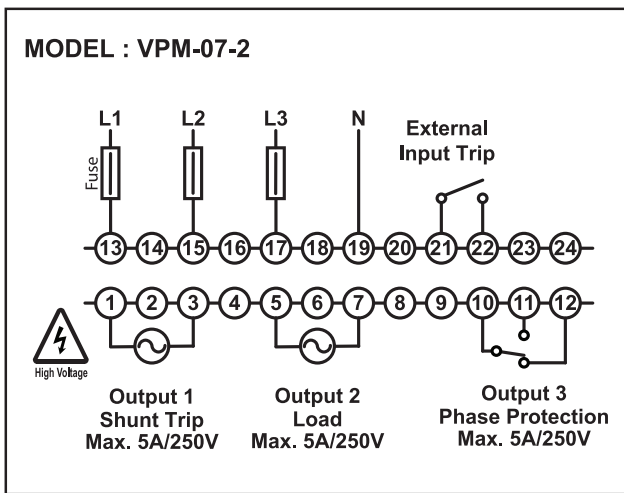 MODEL : VPM-07-2
L1 L2 L3 N
External
Input Trip
Fuse
13 14 15 16 17 18 19 20 21 22 23 24
1 2 3 4 5 6 7 8 9 10 11 12
High Voltage
Output 1
Shunt Trip
Max. 5A/250V
Output 2
Load
Max. 5A/250V
Output 3
Phase Protection
Max. 5A/250V